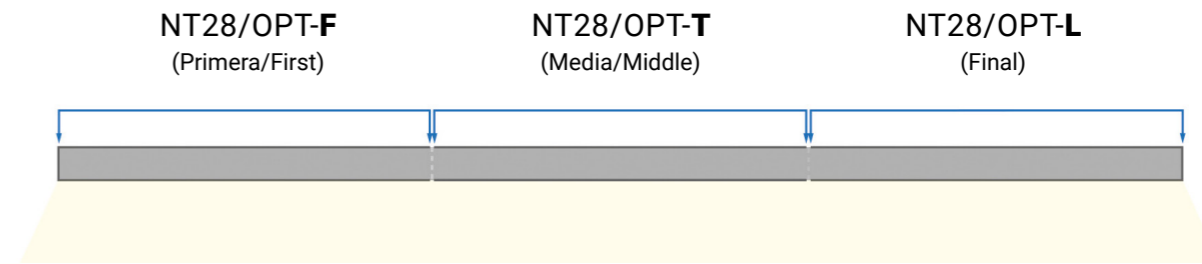 NT28/OPT-F
(Primera/First)
NT28/OPT-T
(Media/Middle)
NT28/OPT-L
(Final)